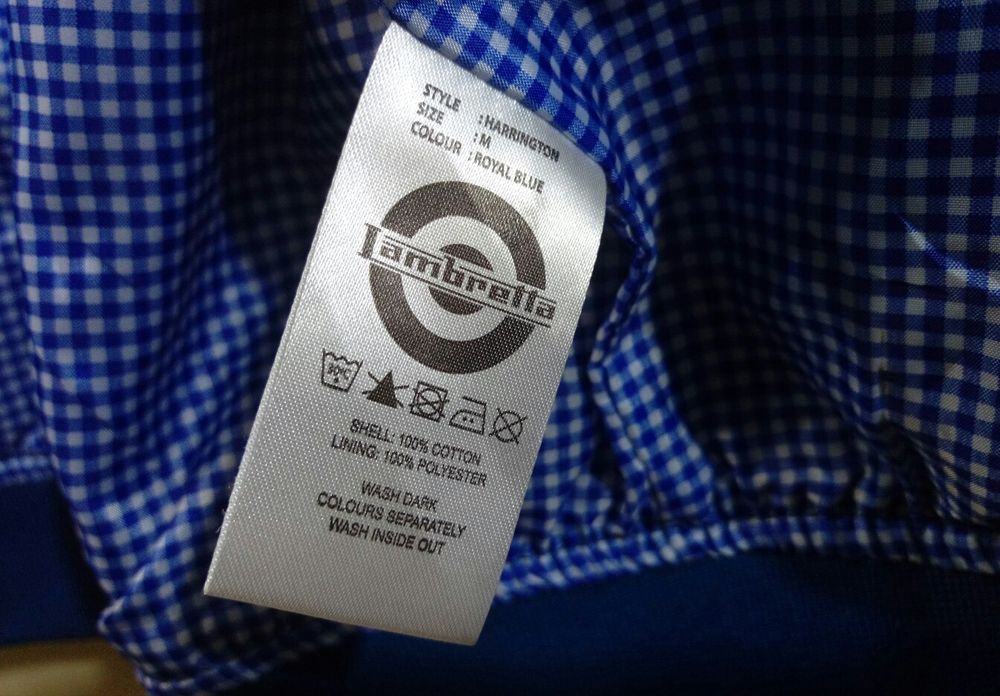 STYLE : HARRINGTON
SIZE : M
COLOUR : ROYAL BLUE
Lambretta
30°C
SHELL: 100% COTTON
LINING: 100% POLYESTER
WASH DARK
COLOURS SEPARATELY
WASH INSIDE OUT